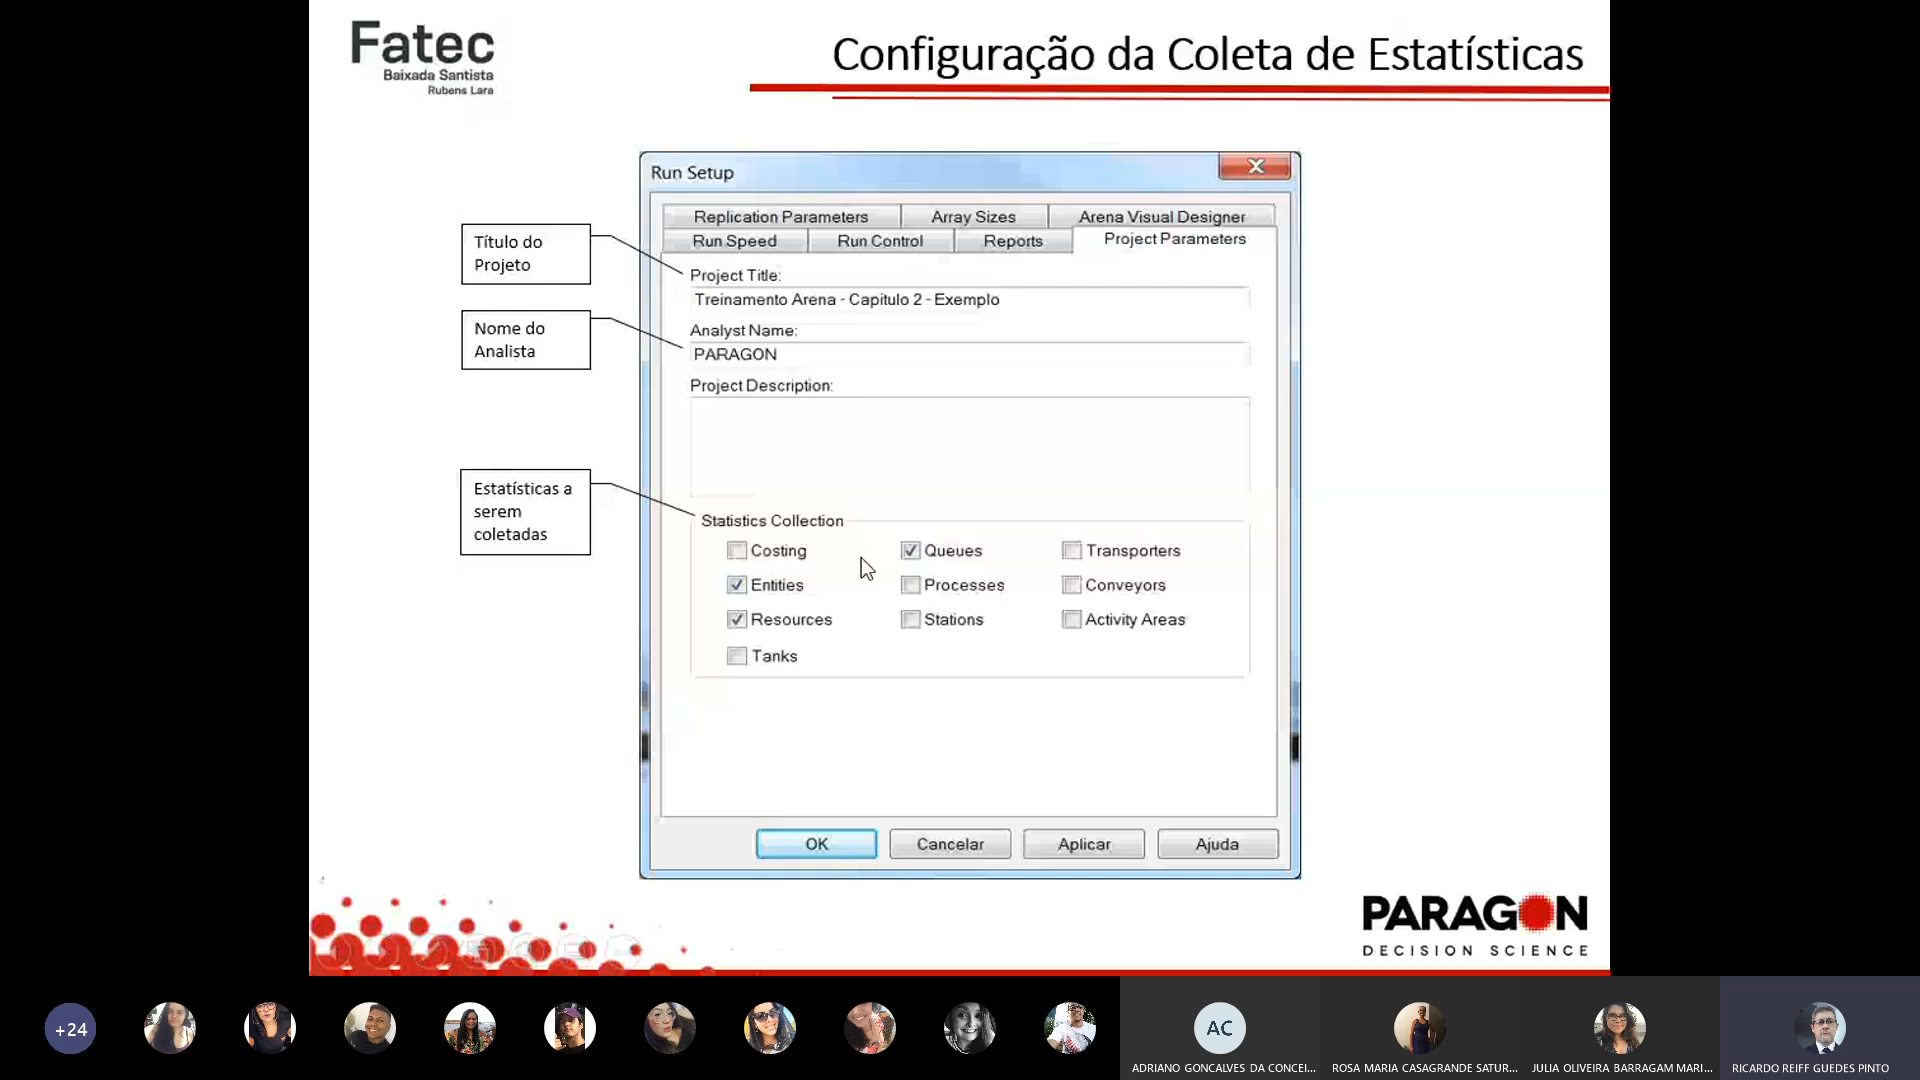 Fatec
Baixada Santista
Rubens Lara
Configuração da Coleta de Estatísticas
Run Setup
Replication Parameters Array Sizes Arena Visual Designer
Run Speed Run Control Reports Project Parameters
Título do
Projeto
Project Title:
Treinamento Arena - Capitulo 2 - Exemplo
Nome do
Analista
Analyst Name:
PARAGON
Project Description:
Estatísticas a
serem
coletadas
Statistics Collection
Costing Queues Transporters
Entities Processes Conveyors
Resources Stations Activity Areas
Tanks
OK Cancelar Aplicar Ajuda
PARAGON
DECISION SCIENCE
+24
AC
ADRIANO GONCALVES DA CONCEI... ROSA MARIA CASAGRANDE SATUR... JULIA OLIVEIRA BARRAGAM MARI... RICARDO REIFF GUEDES PINTO